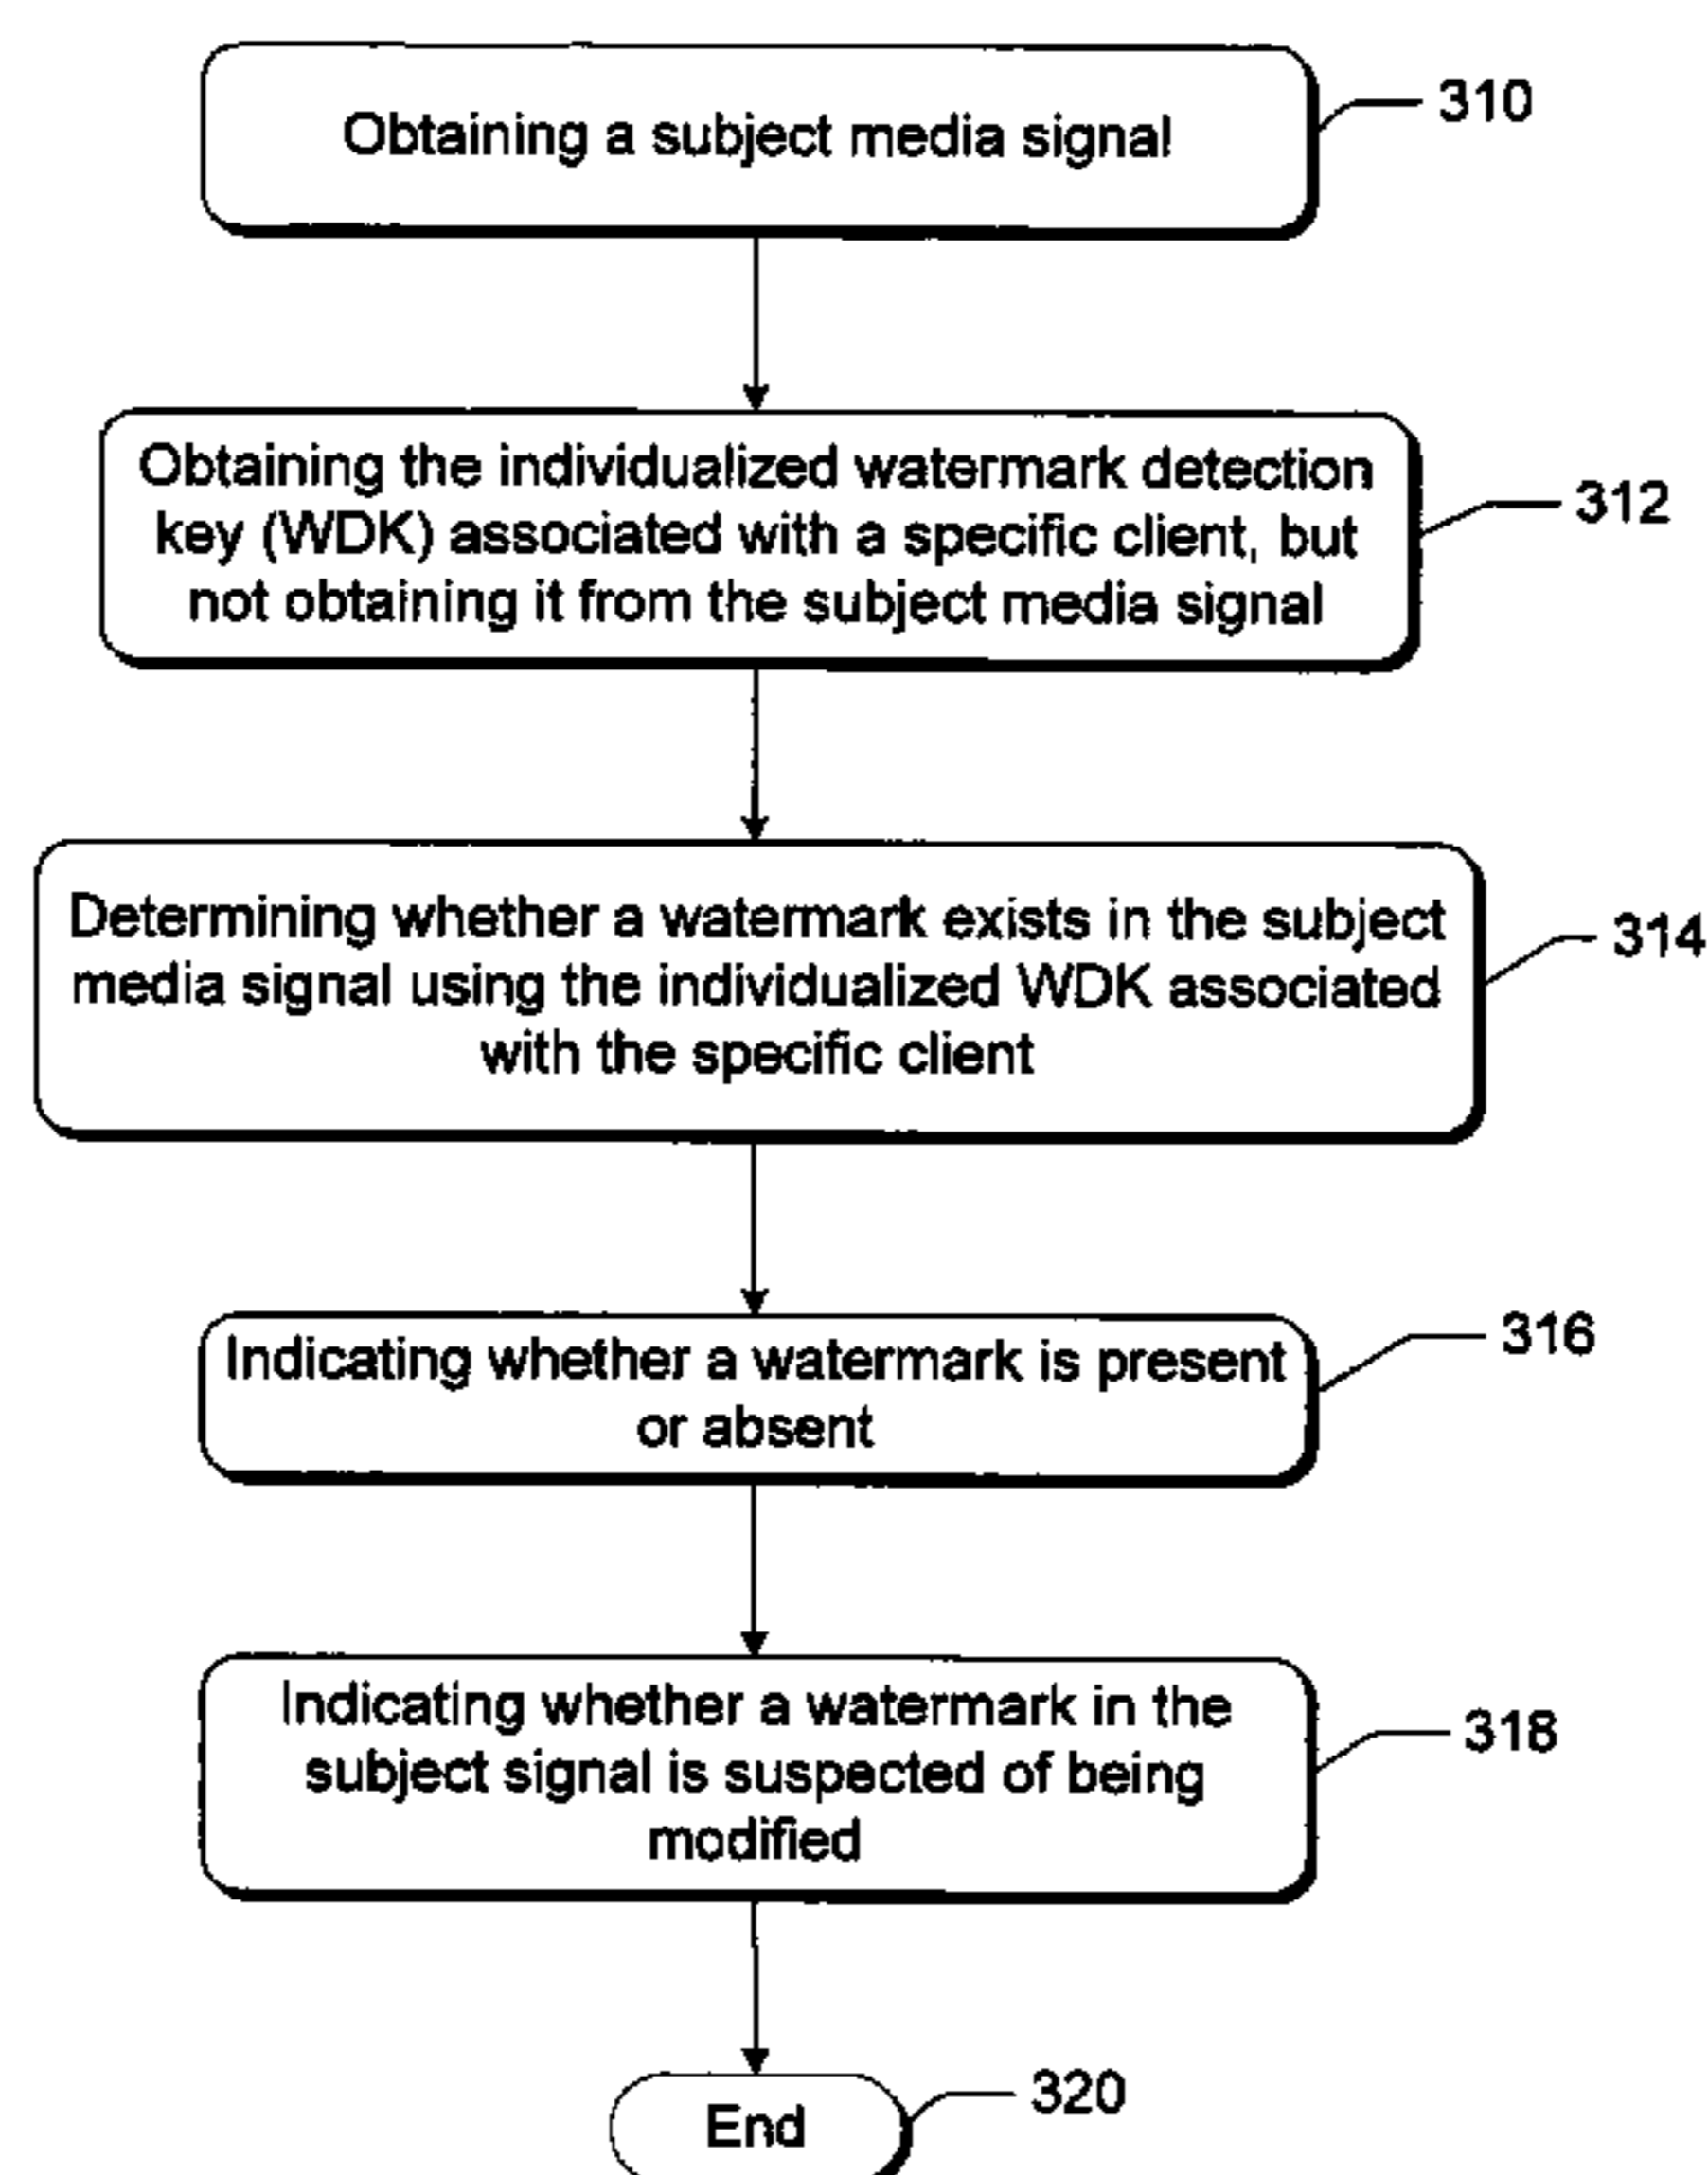 Obtaining a subject media signal
310
Obtaining the individualized watermark detection
key (WDK) associated with a specific client, but
not obtaining it from the subject media signal
312
Determining whether a watermark exists in the subject
media signal using the individualized WDK associated
with the specific client
314
Indicating whether a watermark is present
or absent
316
Indicating whether a watermark in the
subject signal is suspected of being
modified
318
End
320